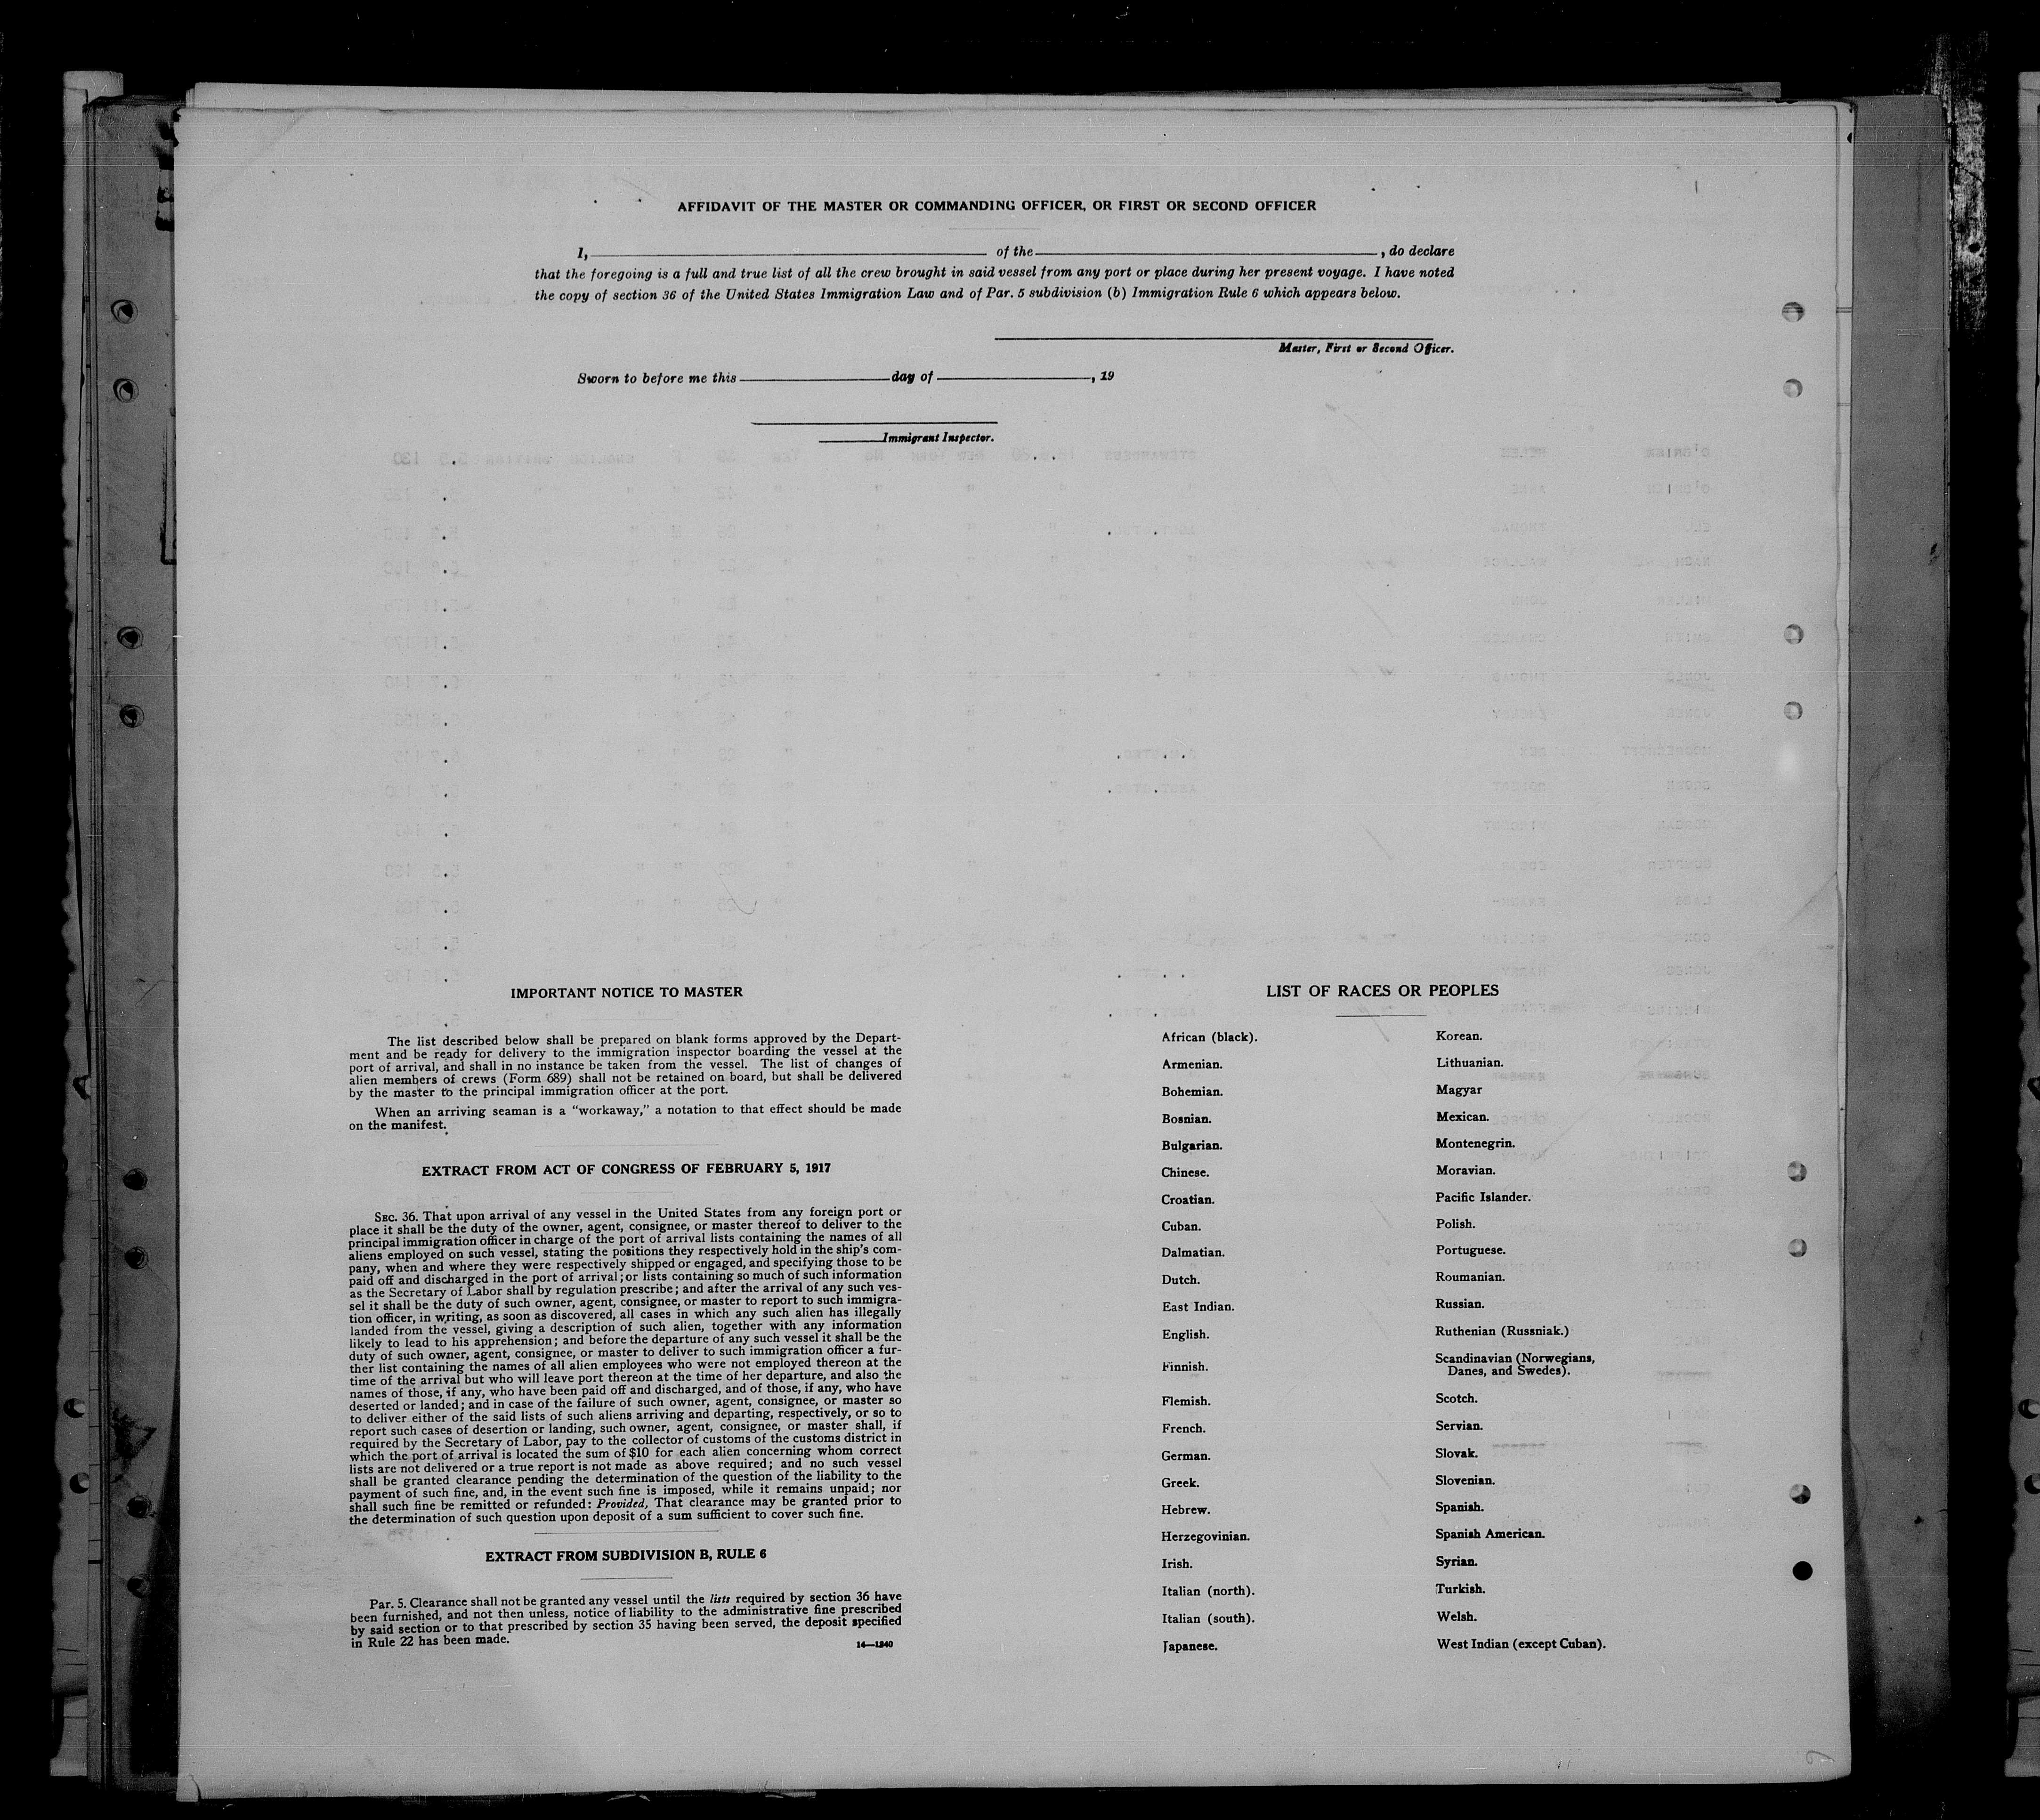 AFFIDAVIT OF THE MASTER OR COMMANDING OFFICER, OR FIRST OR SECOND OFFICER
I, of the , do declare
that the foregoing is a full and true list of all the crew brought in said vessel from any port or place during her present voyage. I have noted
the copy of section 36 of the United States Immigration Law and of Par. 5 subdivision (b) Immigration Rule 6 which appears below.
Master, First or Second Officer.
Sworn to before me this day of , 19
Immigrant Inspector.
IMPORTANT NOTICE TO MASTER
The list described below shall be prepared on blank forms approved by the Depart-
ment and be ready for delivery to the immigration inspector boarding the vessel at the
port of arrival, and shall in no instance be taken from the vessel. The list of changes of
alien members of crews (Form 689) shall not be retained on board, but shall be delivered
by the master to the principal immigration officer at the port.
When an arriving seaman is a “workaway,” a notation to that effect should be made
on the manifest.
EXTRACT FROM ACT OF CONGRESS OF FEBRUARY 5, 1917
SEC. 36. That upon arrival of any vessel in the United States from any foreign port or
place it shall be the duty of the owner, agent, consignee, or master thereof to deliver to the
principal immigration officer in charge of the port of arrival lists containing the names of all
aliens employed on such vessel, stating the positions they respectively hold in the ship's com-
pany, when and where they were respectively shipped or engaged, and specifying those to be
paid off and discharged in the port of arrival; or lists containing so much of such information
as the Secretary of Labor shall by regulation prescribe; and after the arrival of any such ves-
sel it shall be the duty of such owner, agent, consignee, or master to report to such immigra-
tion officer, in writing, as soon as discovered, all cases in which any such alien has illegally
landed from the vessel, giving a description of such alien, together with any information
likely to lead to his apprehension; and before the departure of any such vessel it shall be the
duty of such owner, agent, consignee, or master to deliver to such immigration officer a fur-
ther list containing the names of all alien employees who were not employed thereon at the
time of the arrival but who will leave port thereon at the time of her departure, and also the
names of those, if any, who have been paid off and discharged, and of those, if any, who have
deserted or landed; and in case of the failure of such owner, agent, consignee, or master so
to deliver either of the said lists of such aliens arriving and departing, respectively, or so to
report such cases of desertion or landing, such owner, agent, consignee, or master shall, if
required by the Secretary of Labor, pay to the collector of customs of the customs district in
which the port of arrival is located the sum of $10 for each alien concerning whom correct
lists are not delivered or a true report is not made as above required; and no such vessel
shall be granted clearance pending the determination of the question of the liability to the
payment of such fine, and, in the event such fine is imposed, while it remains unpaid; nor
shall such fine be remitted or refunded: Provided, That clearance may be granted prior to
the determination of such question upon deposit of a sum sufficient to cover such fine.
EXTRACT FROM SUBDIVISION B, RULE 6
Par. 5. Clearance shall not be granted any vessel until the lists required by section 36 have
been furnished, and not then unless, notice of liability to the administrative fine prescribed
by said section or to that prescribed by section 35 having been served, the deposit specified
in Rule 22 has been made.
14—1240
LIST OF RACES OR PEOPLES
African (black).
Armenian.
Bohemian.
Bosnian.
Bulgarian.
Chinese.
Croatian.
Cuban.
Dalmatian.
Dutch.
East Indian.
English.
Finnish.
Flemish.
French.
German.
Greek.
Hebrew.
Herzegovinian.
Irish.
Italian (north).
Italian (south).
Japanese.
Korean.
Lithuanian.
Magyar
Mexican.
Montenegrin.
Moravian.
Pacific Islander.
Polish.
Portuguese.
Roumanian.
Russian.
Ruthenian (Russniak.)
Scandinavian (Norwegians,
Danes, and Swedes).
Scotch.
Servian.
Slovak.
Slovenian.
Spanish.
Spanish American.
Syrian.
Turkish.
Welsh.
West Indian (except Cuban).